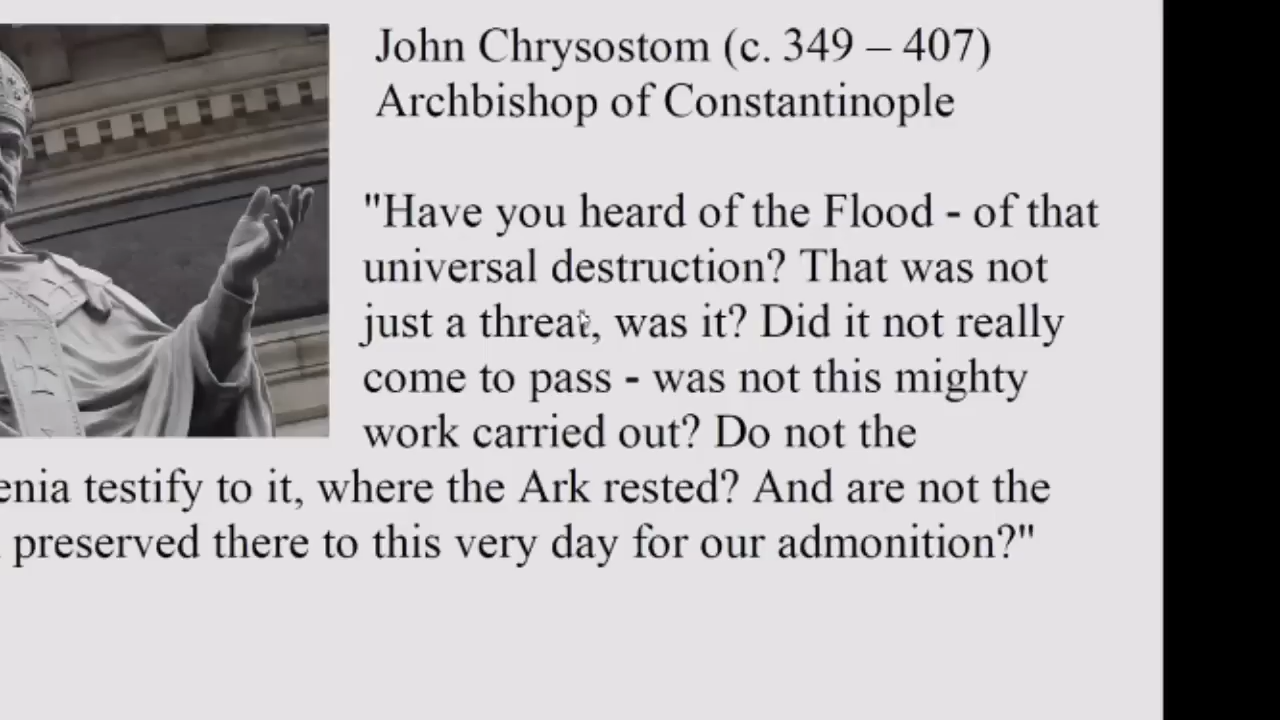 John Chrysostom (c. 349 – 407)
Archbishop of Constantinople
"Have you heard of the Flood - of that
universal destruction? That was not
just a threat, was it? Did it not really
come to pass - was not this mighty
work carried out? Do not the
enia testify to it, where the Ark rested? And are not the
preserved there to this very day for our admonition?"